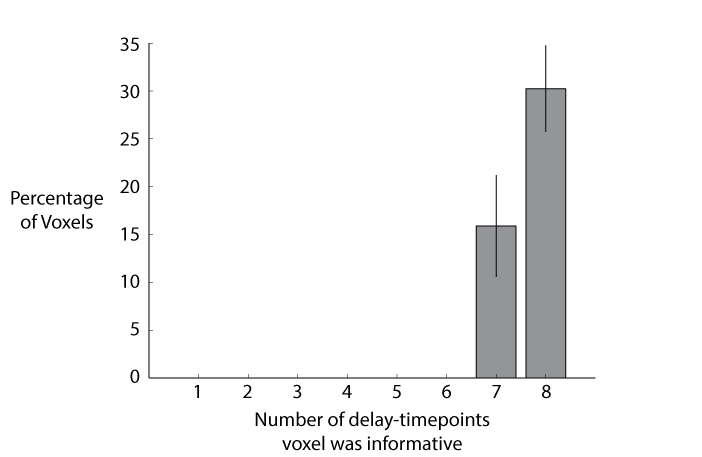 35
30
25
20
Percentage
of Voxels
15
10
5
0
1 2 3 4 5 6 7 8
Number of delay-timepoints
voxel was informative